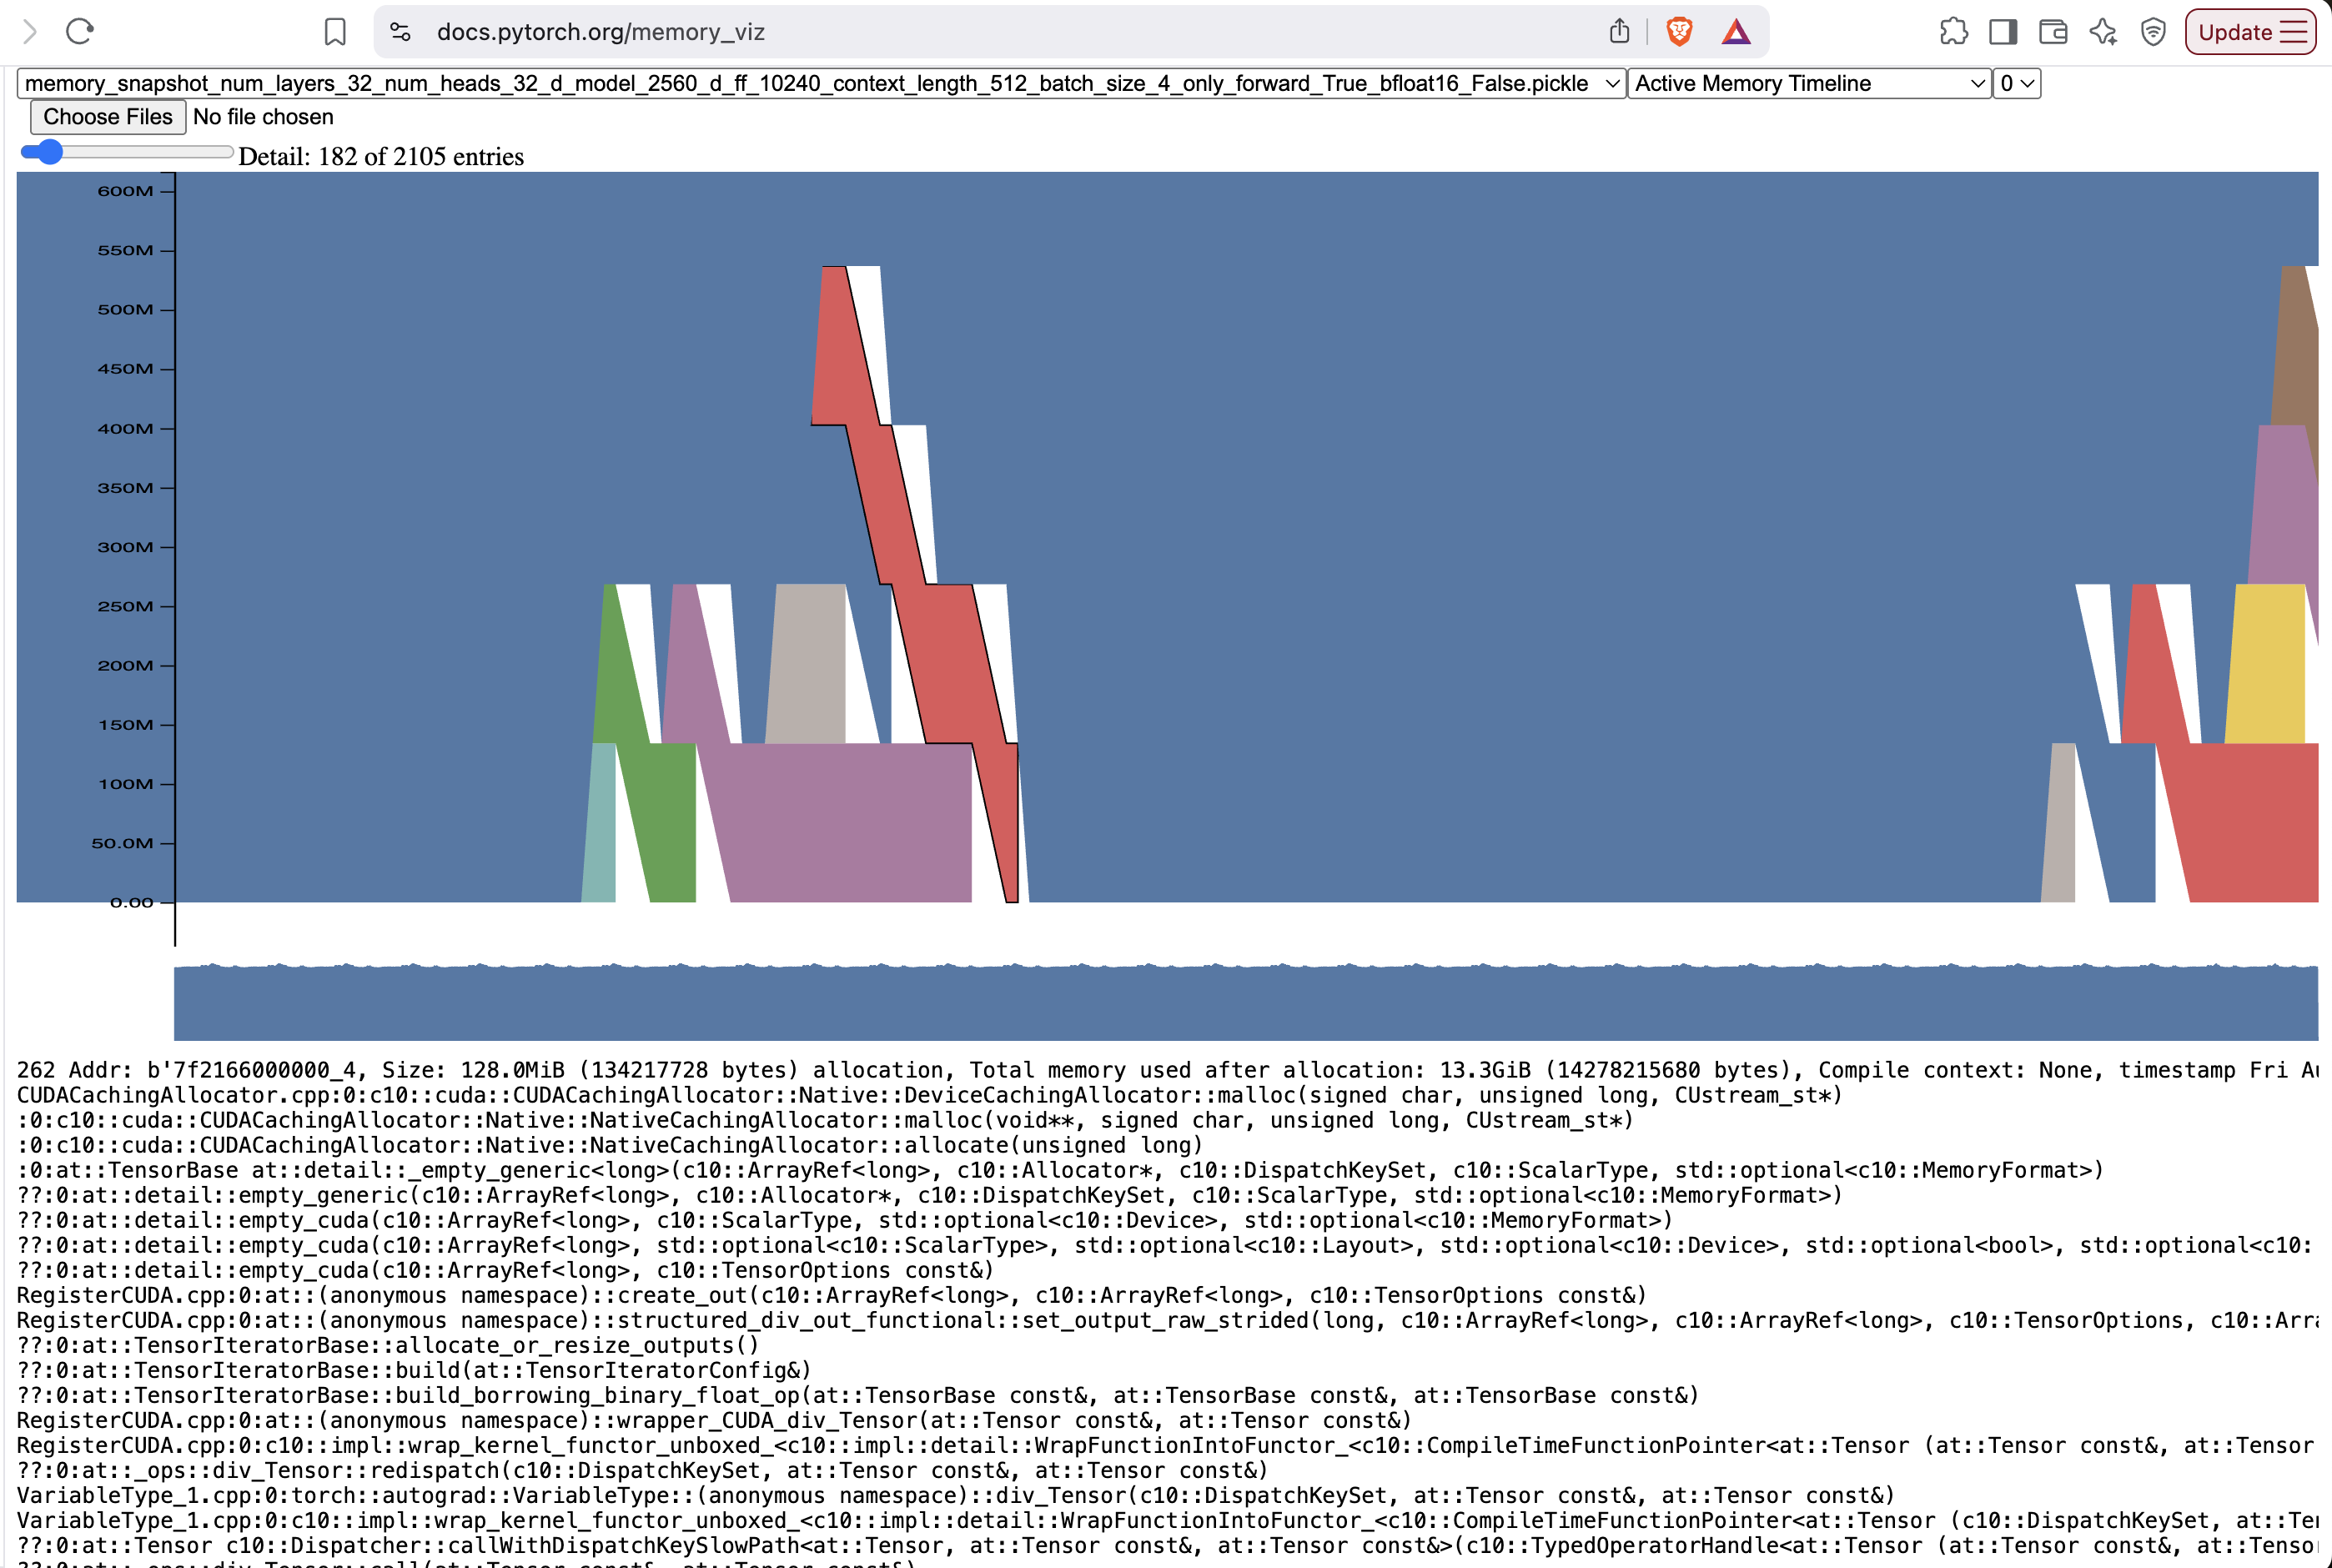 docs.pytorch.org/memory_viz
Update
memory_snapshot_num_layers_32_num_heads_32_d_model_2560_d_ff_10240_context_length_512_batch_size_4_only_forward_True_bfloat16_False.pickle Active Memory Timeline 0
Choose Files No file chosen
Detail: 182 of 2105 entries
600M
550M
500M
450M
400M
350M
300M
250M
200M
150M
100M
50.0M
0.00
262 Addr: b'7f2166000000_4, Size: 128.0MiB (134217728 bytes) allocation, Total memory used after allocation: 13.3GiB (14278215680 bytes), Compile context: None, timestamp Fri
CUDACachingAllocator.cpp:0:c10::cuda::CUDACachingAllocator::Native::DeviceCachingAllocator::malloc(signed char, unsigned long, CUstream_st*)
:0:c10::cuda::CUDACachingAllocator::Native::NativeCachingAllocator::malloc(void**, signed char, unsigned long, CUstream_st*)
:0:c10::cuda::CUDACachingAllocator::Native::NativeCachingAllocator::allocate(unsigned long)
:0:at::TensorBase at::detail::_empty_generic<long>(c10::ArrayRef<long>, c10::Allocator*, c10::DispatchKeySet, c10::ScalarType, std::optional<c10::MemoryFormat>)
??:0:at::detail::empty_generic(c10::ArrayRef<long>, c10::Allocator*, c10::DispatchKeySet, c10::ScalarType, std::optional<c10::MemoryFormat>)
??:0:at::detail::empty_cuda(c10::ArrayRef<long>, c10::ScalarType, std::optional<c10::Device>, std::optional<c10::MemoryFormat>)
??:0:at::detail::empty_cuda(c10::ArrayRef<long>, std::optional<c10::ScalarType>, std::optional<c10::Layout>, std::optional<c10::Device>, std::optional<bool>, std::optional<c10:
??:0:at::detail::empty_cuda(c10::ArrayRef<long>, c10::TensorOptions const&)
RegisterCUDA.cpp:0:at::(anonymous namespace)::create_out(c10::ArrayRef<long>, c10::ArrayRef<long>, c10::TensorOptions const&)
RegisterCUDA.cpp:0:at::(anonymous namespace)::structured_div_out_functional::set_output_raw_strided(long, c10::ArrayRef<long>, c10::ArrayRef<long>, c10::TensorOptions, c10::Arra
??:0:at::TensorIteratorBase::allocate_or_resize_outputs()
??:0:at::TensorIteratorBase::build(at::TensorIteratorConfig&)
??:0:at::TensorIteratorBase::build_borrowing_binary_float_op(at::TensorBase const&, at::TensorBase const&, at::TensorBase const&)
RegisterCUDA.cpp:0:at::(anonymous namespace)::wrapper_CUDA_div_Tensor(at::Tensor const&, at::Tensor const&)
RegisterCUDA.cpp:0:c10::impl::wrap_kernel_functor_unboxed_<c10::impl::detail::WrapFunctionIntoFunctor_<c10::CompileTimeFunctionPointer<at::Tensor (at::Tensor const&, at::Tensor
??:0:at::_ops::div_Tensor::redispatch(c10::DispatchKeySet, at::Tensor const&, at::Tensor const&)
VariableType_1.cpp:0:torch::autograd::VariableType::(anonymous namespace)::div_Tensor(c10::DispatchKeySet, at::Tensor const&, at::Tensor const&)
VariableType_1.cpp:0:c10::impl::wrap_kernel_functor_unboxed_<c10::impl::detail::WrapFunctionIntoFunctor_<c10::CompileTimeFunctionPointer<at::Tensor (c10::DispatchKeySet, at::Ten
??:0:at::Tensor c10::Dispatcher::callWithDispatchKeySlowPath<at::Tensor, at::Tensor const&, at::Tensor const&>(c10::TypedOperatorHandle<at::Tensor (at::Tensor const&, at::Tenso
??:0:at::_ops::div_Tensor::call(at::Tensor const&, at::Tensor const&)